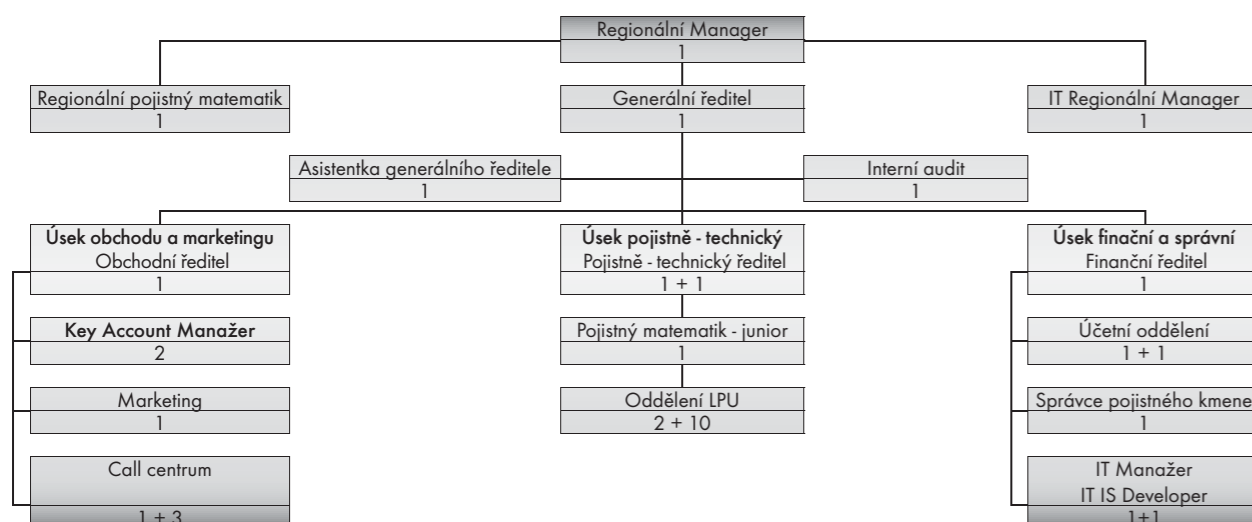 Regionální Manager
1
Regionální pojistný matematik
1
Generální ředitel
1
IT Regionální Manager
1
Asistentka generálního ředitele
1
Interní audit
1
Úsek obchodu a marketingu
Obchodní ředitel
1
Úsek pojistně - technický
Pojistně - technický ředitel
1 + 1
Úsek finační a správní
Finanční ředitel
1
Key Account Manažer
2
Pojistný matematik - junior
1
Účetní oddělení
1 + 1
Marketing
1
Oddělení LPU
2 + 10
Správce pojistného kmene
1
Call centrum
1 + 3
IT Manažer
IT IS Developer
1+1